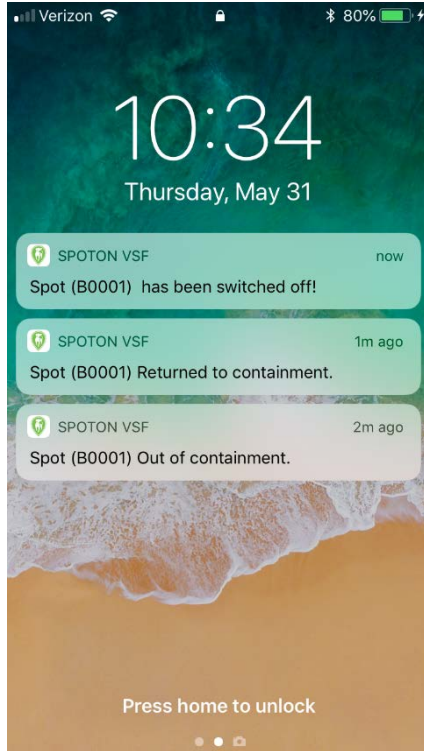 Verizon 80%
10:34
Thursday, May 31
SPOTON VSF now
Spot (B0001)  has been switched off!
SPOTON VSF 1m ago
Spot (B0001) Returned to containment.
SPOTON VSF 2m ago
Spot (B0001) Out of containment.
Press home to unlock